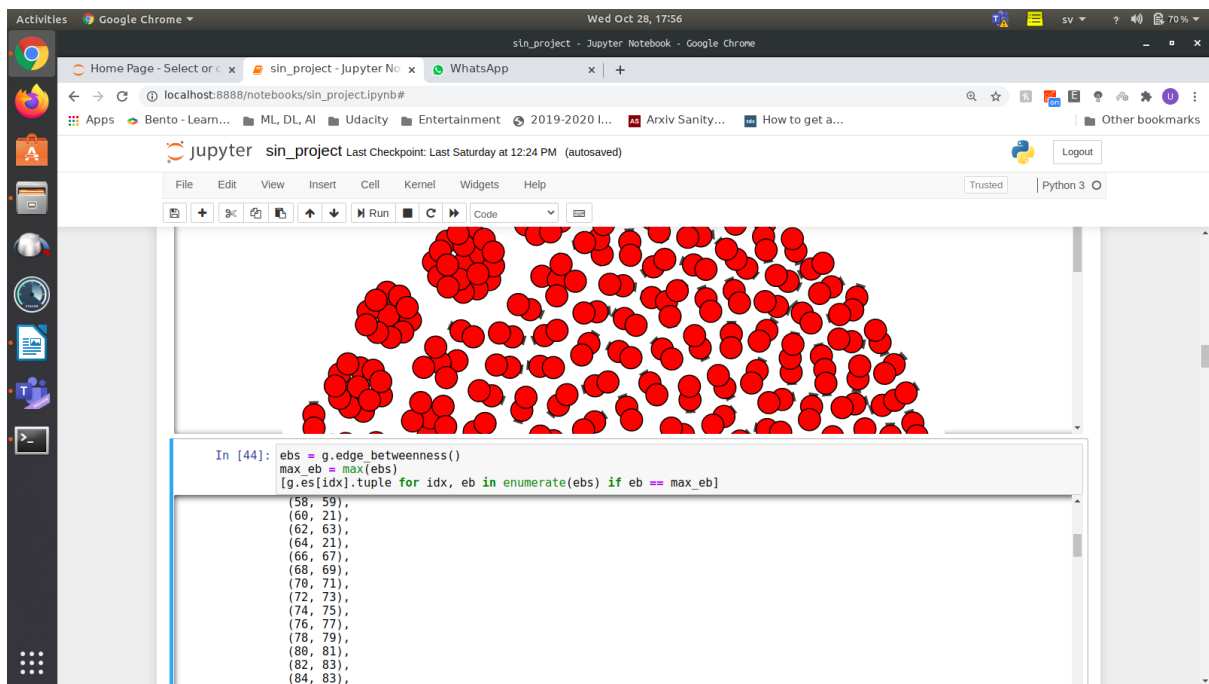 Activities Google Chrome Wed Oct 28, 17:56 sv ? 70 %
sin_project - Jupyter Notebook - Google Chrome
Home Page - Select or c sin_project - Jupyter No WhatsApp
localhost:8888/notebooks/sin_project.ipynb#
Apps Bento - Learn... ML, DL, AI Udacity Entertainment 2019-2020 I... Arxiv Sanity... How to get a... Other bookmarks
jupyter sin_project Last Checkpoint: Last Saturday at 12:24 PM (autosaved) Logout
File Edit View Insert Cell Kernel Widgets Help Trusted Python 3
Run Code
In [44]: ebs = g.edge_betweenness()
max_eb = max(ebs)
[g.es[idx].tuple for idx, eb in enumerate(ebs) if eb == max_eb]
(58, 59),
(60, 21),
(62, 63),
(64, 21),
(66, 67),
(68, 69),
(70, 71),
(72, 73),
(74, 75),
(76, 77),
(78, 79),
(80, 81),
(82, 83),
(84, 83),